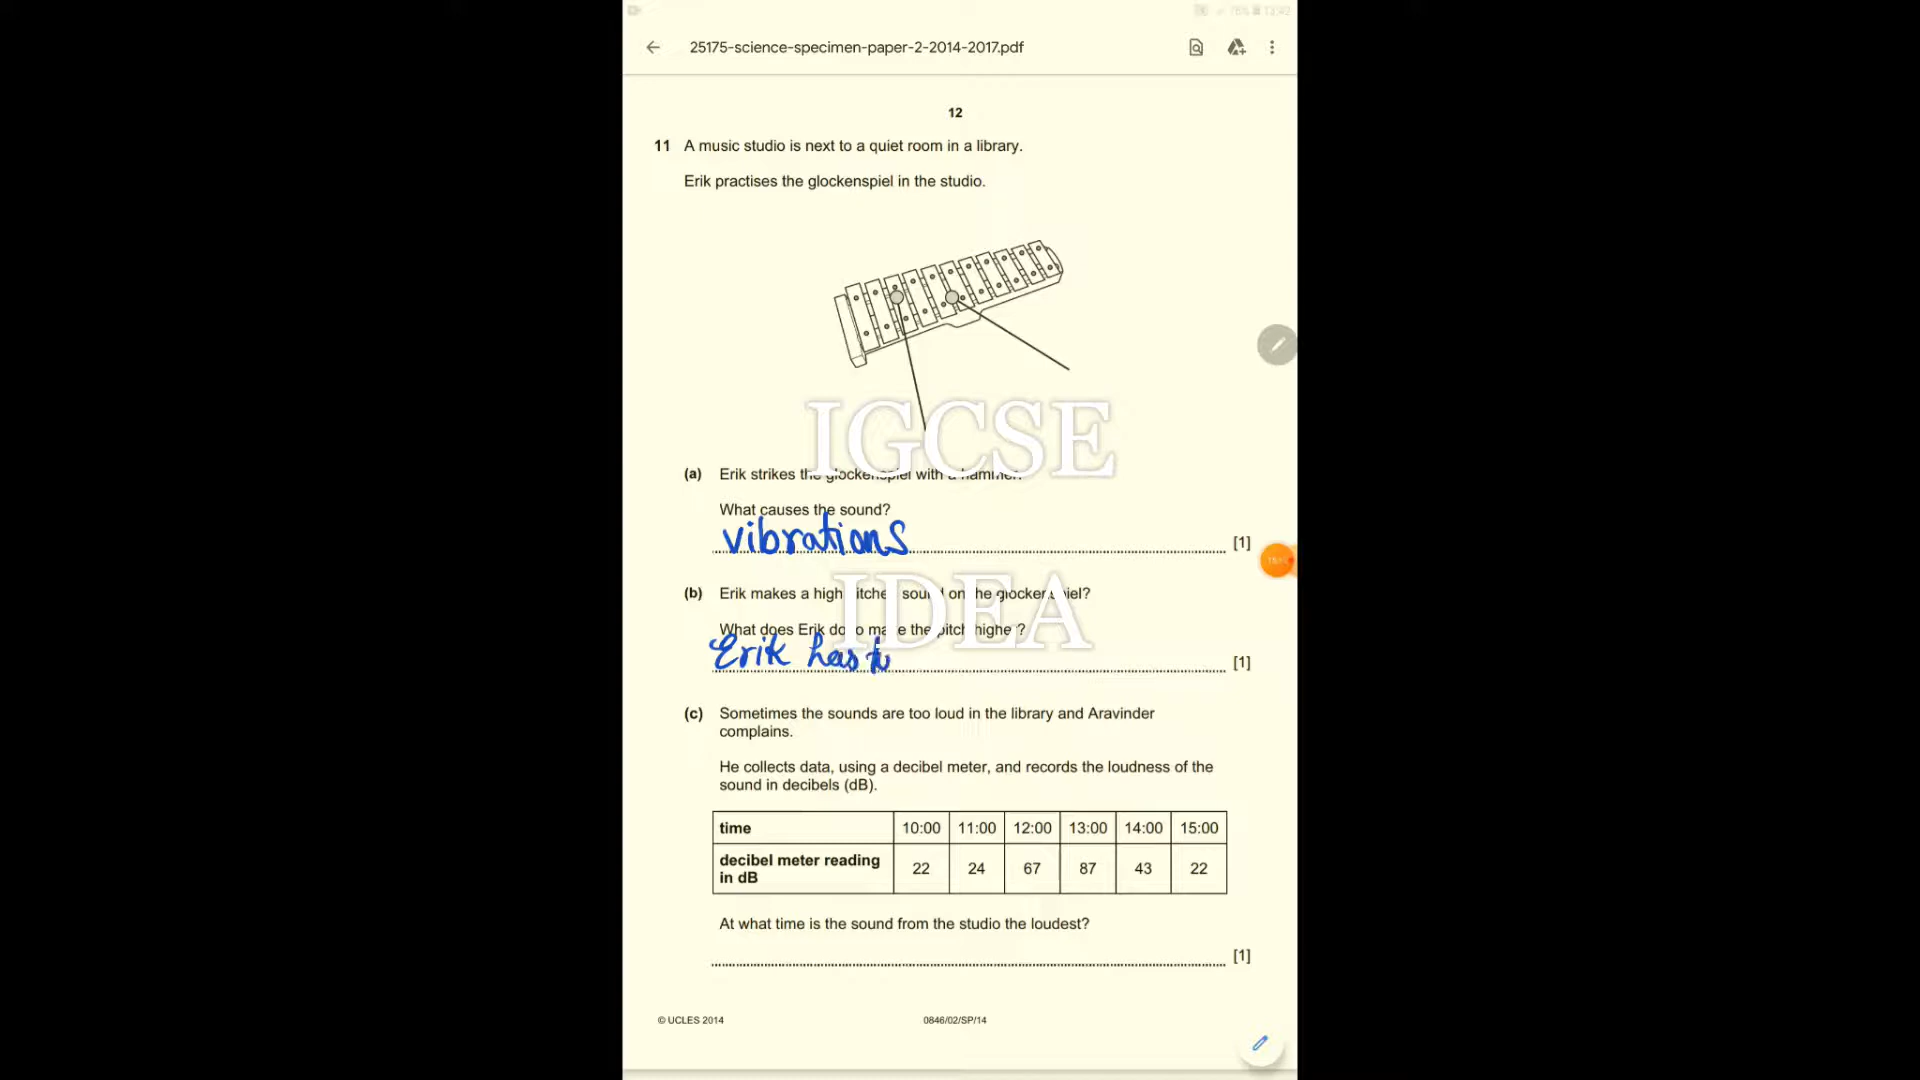 13:49
25175-science-specimen-paper-2-2014-2017.pdf
12
11 A music studio is next to a quiet room in a library.
Erik practises the glockenspiel in the studio.
IGCSE
(a) Erik strikes the glockenspiel with a hammer.
What causes the sound?
vibrations
[1]
IDEA
(b) Erik makes a high pitched sound on the glockenspiel?
What does Erik do to make the pitch higher?
Erik has to
[1]
(c) Sometimes the sounds are too loud in the library and Aravinder
complains.
He collects data, using a decibel meter, and records the loudness of the
sound in decibels (dB).
time 10:00 11:00 12:00 13:00 14:00 15:00
decibel meter reading
in dB 22 24 67 87 43 22
At what time is the sound from the studio the loudest?
[1]
© UCLES 2014 0846/02/SP/14